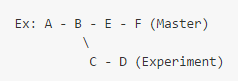 Ex: A - B - E - F (Master)
\
C - D (Experiment)